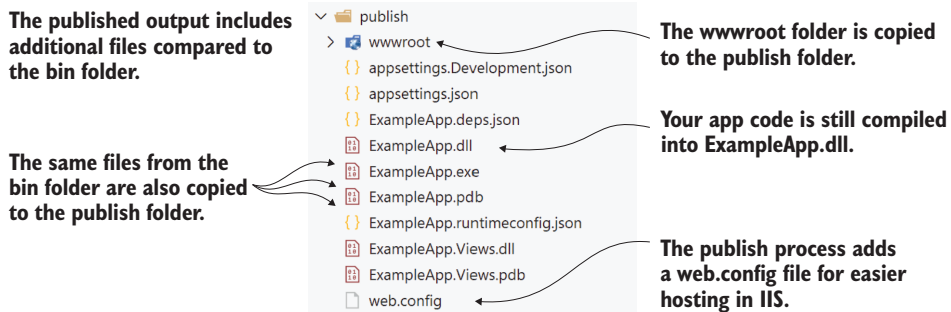 The published output includes
additional files compared to
the bin folder.
The same files from the
bin folder are also copied
to the publish folder.
publish
wwwroot
appsettings.Development.json
appsettings.json
ExampleApp.deps.json
ExampleApp.dll
ExampleApp.exe
ExampleApp.pdb
ExampleApp.runtimeconfig.json
ExampleApp.Views.dll
ExampleApp.Views.pdb
web.config
The wwwroot folder is copied
to the publish folder.
Your app code is still compiled
into ExampleApp.dll.
The publish process adds
a web.config file for easier
hosting in IIS.